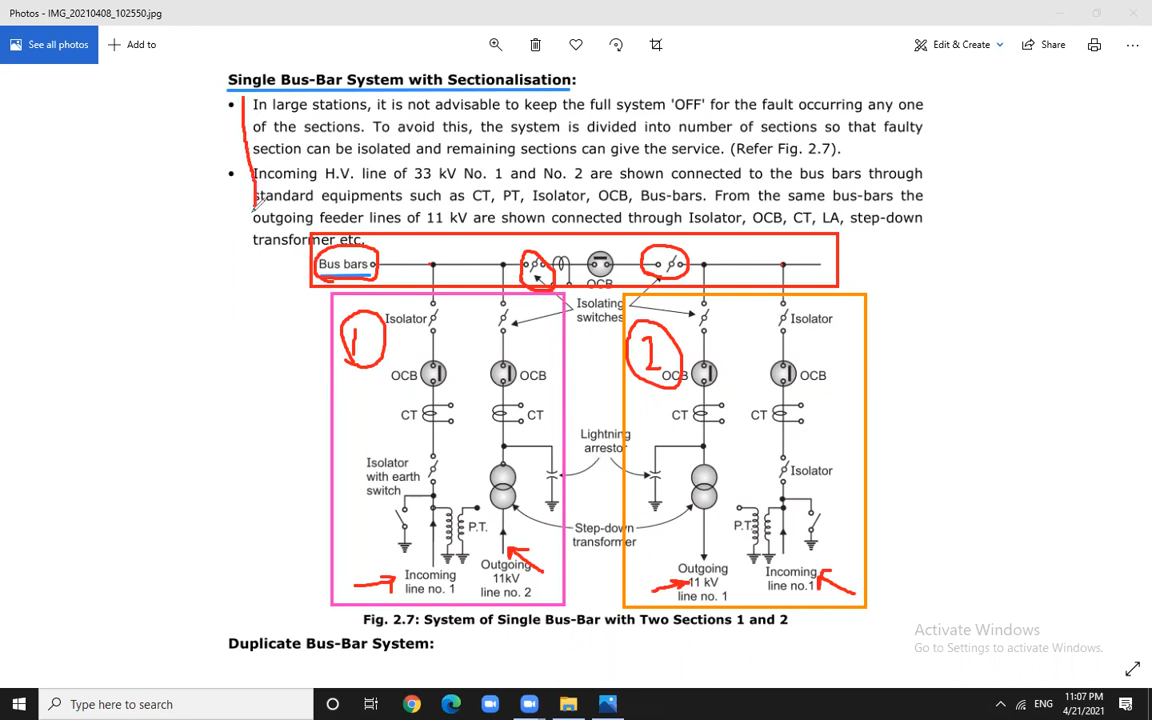 Photos - IMG_20210408_102550.jpg
See all photos
Add to
Edit & Create
Share
Single Bus-Bar System with Sectionalisation:
• In large stations, it is not advisable to keep the full system 'OFF' for the fault occurring any one
of the sections. To avoid this, the system is divided into number of sections so that faulty
section can be isolated and remaining sections can give the service. (Refer Fig. 2.7).
• Incoming H.V. line of 33 kV No. 1 and No. 2 are shown connected to the bus bars through
standard equipments such as CT, PT, Isolator, OCB, Bus-bars. From the same bus-bars the
outgoing feeder lines of 11 kV are shown connected through Isolator, OCB, CT, LA, step-down
transformer etc.
Bus bars
OCB
Isolating
switches
Isolator
Isolator
1
2
OCB
OCB
OCB
OCB
CT
CT
CT
CT
Lightning
arrestor
Isolator
with earth
switch
Isolator
P.T.
P.T.
Step-down
transformer
Incoming
line no. 1
Outgoing
11kV
line no. 2
Outgoing
11 kV
line no. 1
Incoming
line no.1
Fig. 2.7: System of Single Bus-Bar with Two Sections 1 and 2
Duplicate Bus-Bar System:
Activate Windows
Go to Settings to activate Windows.
Type here to search
ENG
11:07 PM
4/21/2021